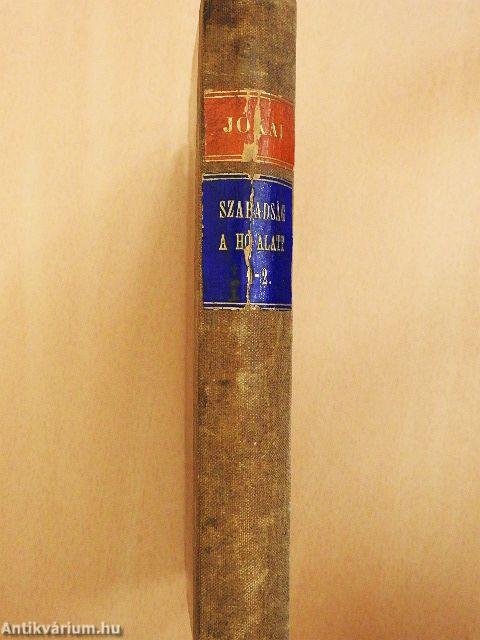 JÓKAI
SZABADSÁG
A HÓ ALATT
1-2.
Antikvárium.hu